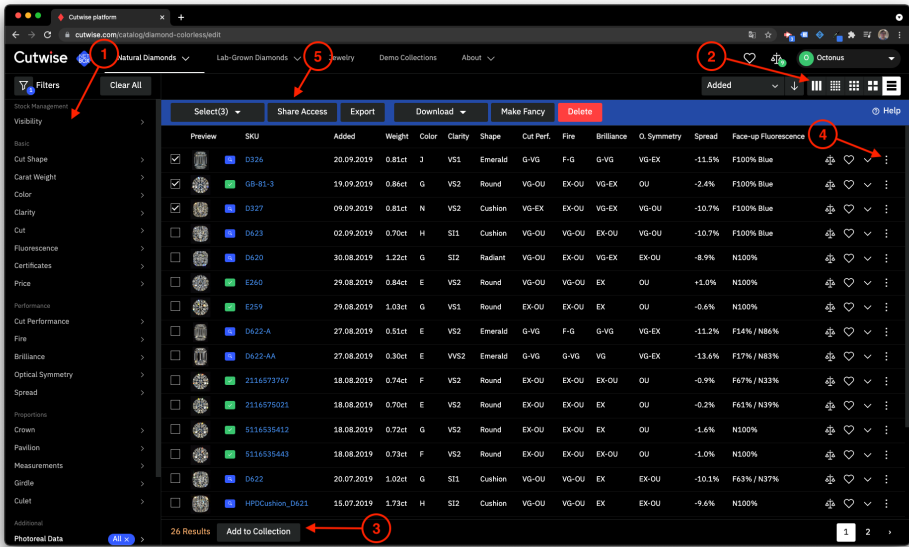 Cutwise platform
cutwise.com/catalog/diamond-colorless/edit
Cutwise Natural Diamonds Lab-Grown Diamonds Jewelry Demo Collections About Octonus
1 5 2
Filters Clear All Added
3
Stock Management
Visibility
Select(3) Share Access Export Download Make Fancy Delete Help
4
Basic
Preview SKU Added Weight Color Clarity Shape Cut Perf. Fire Brilliance O. Symmetry Spread Face-up Fluorescence
Cut Shape
Carat Weight
Color
Clarity
Cut
Fluorescence
Certificates
Price
Performance
Cut Performance
Fire
Brilliance
Optical Symmetry
Spread
Proportions
Crown
Pavilion
Measurements
Girdle
Culet
Additional
Photoreal Data All ×
D326 20.09.2019 0.81ct J VS1 Emerald G-VG F-G G-VG VG-EX -11.5% F100% Blue
GB-81-3 19.09.2019 0.86ct G VS2 Round VG-OU EX-OU VG-EX OU -2.4% F100% Blue
D327 09.09.2019 0.81ct N VS2 Cushion VG-EX EX-OU VG-EX VG-OU -10.7% F100% Blue
D623 02.09.2019 0.70ct H SI1 Cushion VG-OU VG-OU EX-OU VG-OU -10.7% F100% Blue
D620 30.08.2019 1.22ct G SI2 Radiant VG-OU EX-OU VG-EX EX-OU -8.9% N100%
E260 29.08.2019 0.84ct E VS2 Round VG-OU VG-OU EX OU +1.0% N100%
E259 29.08.2019 1.03ct G VS1 Round EX-OU EX-OU EX OU -0.6% N100%
D622-A 27.08.2019 0.51ct E VS2 Emerald G-VG F-G G-VG VG-EX -11.2% F14% / N86%
D622-AA 27.08.2019 0.30ct E VVS2 Emerald G-VG G-VG VG VG-EX -13.6% F17% / N83%
2116573767 18.08.2019 0.74ct F VS2 Round EX-OU EX-OU EX-OU OU -0.9% F67% / N33%
2116575021 18.08.2019 0.70ct E VS2 Round EX-OU EX-OU EX OU -0.2% F61% / N39%
5116535412 18.08.2019 0.72ct G SI2 Round EX-OU EX-OU EX OU -1.6% N100%
5116535443 18.08.2019 0.73ct F VS2 Round EX-OU EX-OU EX-OU OU -1.0% N100%
D622 20.07.2019 1.02ct G SI1 Cushion VG-OU VG-OU EX EX-OU -10.1% F63% / N37%
HPDCushion_D621 15.07.2019 1.73ct H SI2 Cushion VG-OU VG-OU EX EX-OU -9.6% N100%
26 Results Add to Collection 3 1 2